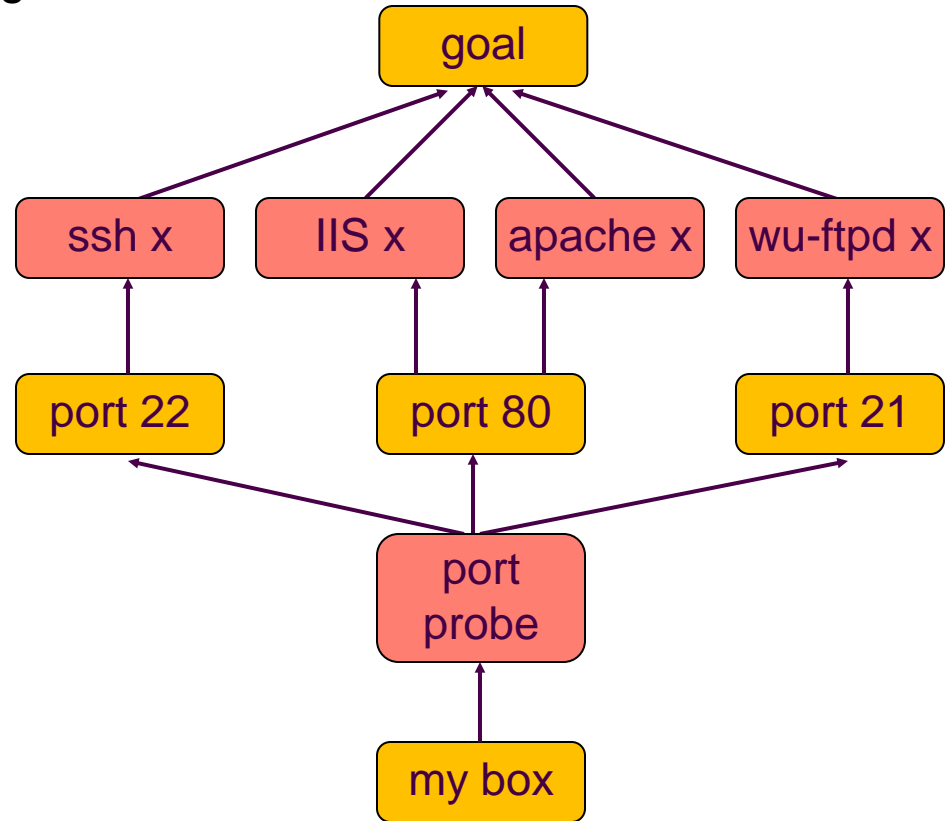 goal
ssh x
IIS x
apache x
wu-ftpd x
port 22
port 80
port 21
port
probe
my box